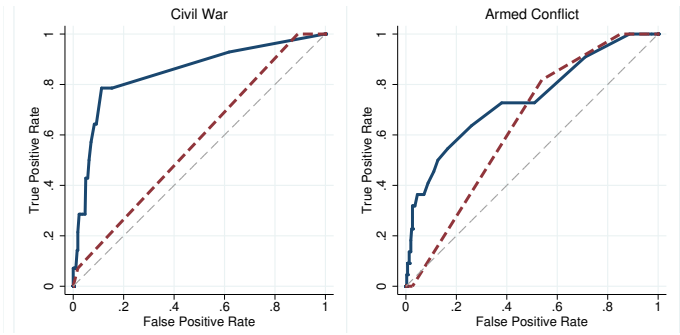 Civil War
True Positive Rate
0 .2 .4 .6 .8 1
0 .2 .4 .6 .8 1
False Positive Rate
Armed Conflict
True Positive Rate
0 .2 .4 .6 .8 1
0 .2 .4 .6 .8 1
False Positive Rate